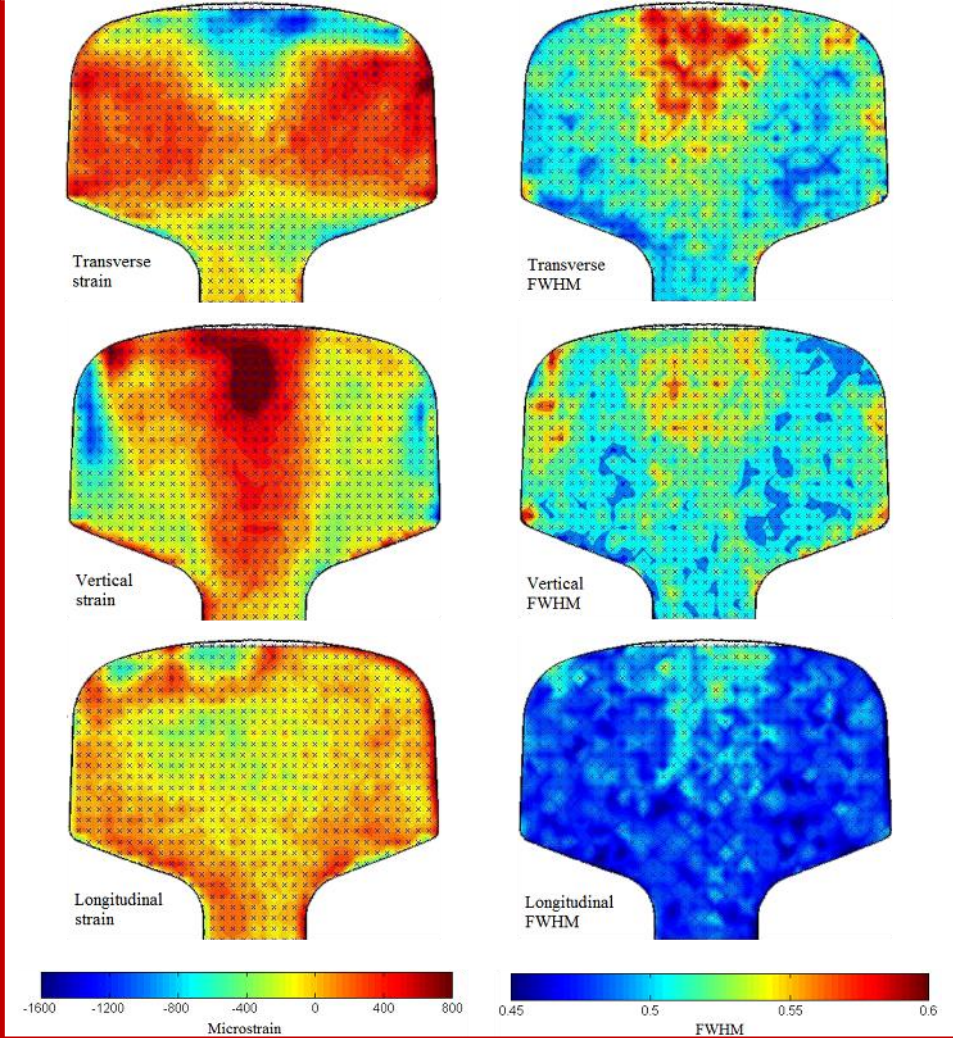 Transverse
strain
Transverse
FWHM
Vertical
strain
Vertical
FWHM
Longitudinal
strain
Longitudinal
FWHM
-1600 -1200 -800 -400 0 400 800
Microstrain
0.45 0.5 0.55 0.6
FWHM